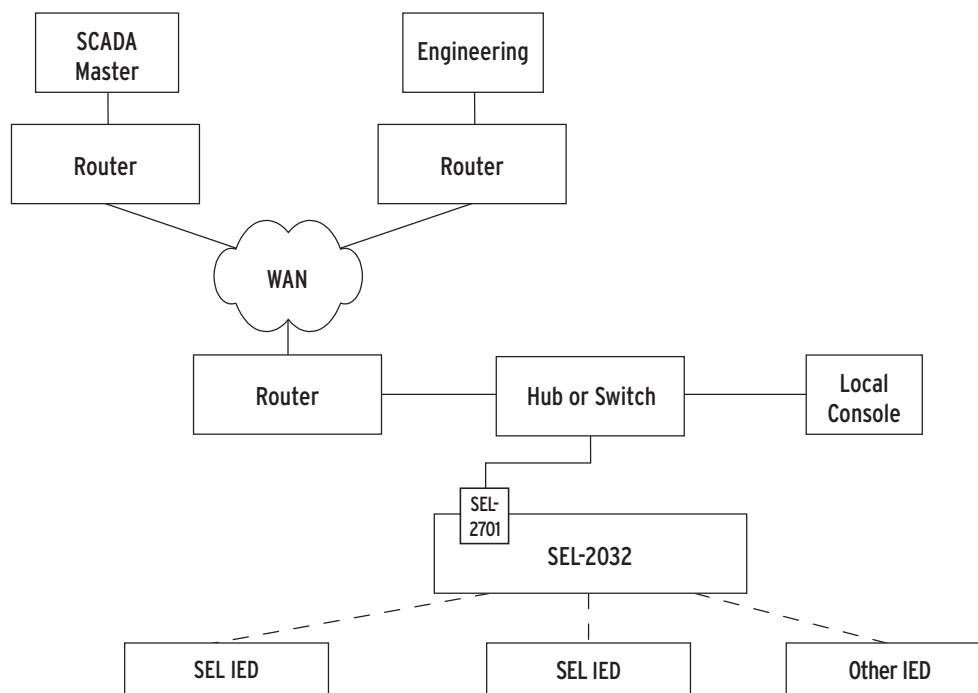 SCADA
Master
Engineering
Router
Router
WAN
Router
Hub or Switch
Local
Console
SEL-
2701
SEL-2032
SEL IED
SEL IED
Other IED